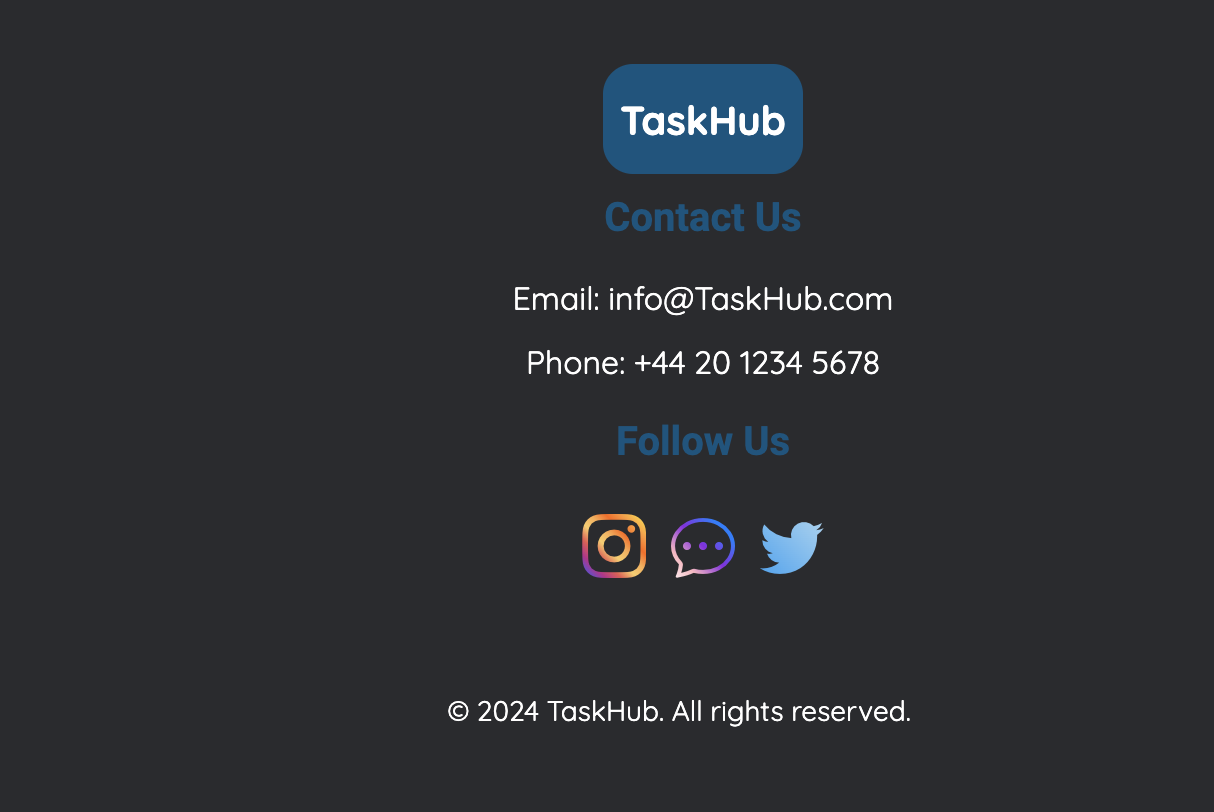 TaskHub
Contact Us
Email: info@TaskHub.com
Phone: +44 20 1234 5678
Follow Us
© 2024 TaskHub. All rights reserved.